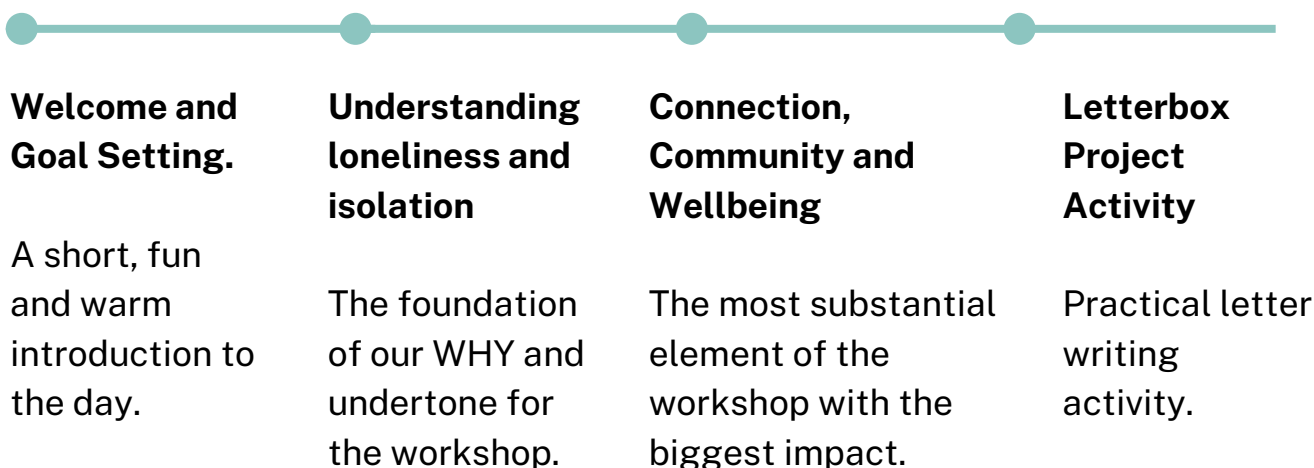 Welcome and
Goal Setting.
A short, fun
and warm
introduction to
the day.
Understanding
loneliness and
isolation
The foundation
of our WHY and
undertone for
the workshop.
Connection,
Community and
Wellbeing
The most substantial
element of the
workshop with the
biggest impact.
Letterbox
Project
Activity
Practical letter
writing
activity.